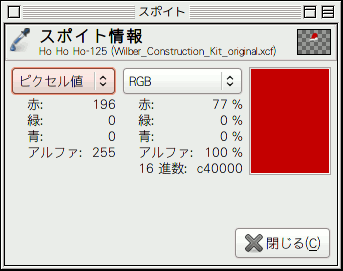 スポイト
スポイト情報
Ho Ho Ho-125 (Wilber_Construction_Kit_original.xcf)
ピクセル値 RGB
赤: 196 赤: 77 %
緑: 0 緑: 0 %
青: 0 青: 0 %
アルファ: 255 アルファ: 100 %
16 進数: c40000
閉じる(C)